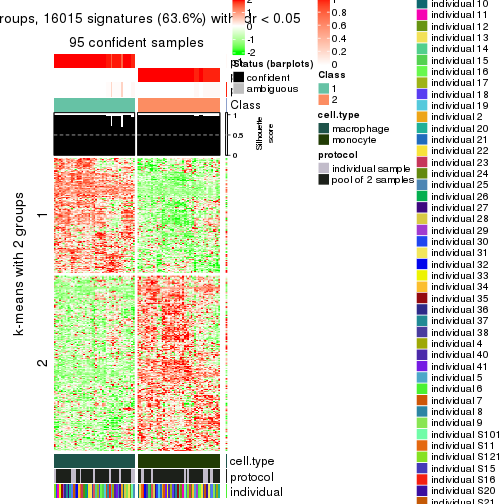 roups, 16015 signatures (63.6%) with
dr < 0.05
95 confident samples
Class
1
0.5
0
Silhouette
score
k-means with 2 groups
1
2
cell.type
protocol
individual
-2
Status (barplots)
confident
ambiguous
0.8
0.6
0.4
0.2
0
Class
1
2
cell.type
macrophage
monocyte
protocol
individual sample
pool of 2 samples
individual 10
individual 11
individual 12
individual 13
individual 14
individual 15
individual 16
individual 17
individual 18
individual 19
individual 2
individual 20
individual 21
individual 22
individual 23
individual 24
individual 25
individual 26
individual 27
individual 28
individual 29
individual 30
individual 31
individual 32
individual 33
individual 34
individual 35
individual 36
individual 37
individual 38
individual 4
individual 40
individual 41
individual 5
individual 6
individual 7
individual 8
individual 9
individual S101
individual S11
individual S121
individual S15
individual S16
individual S20
individual S21